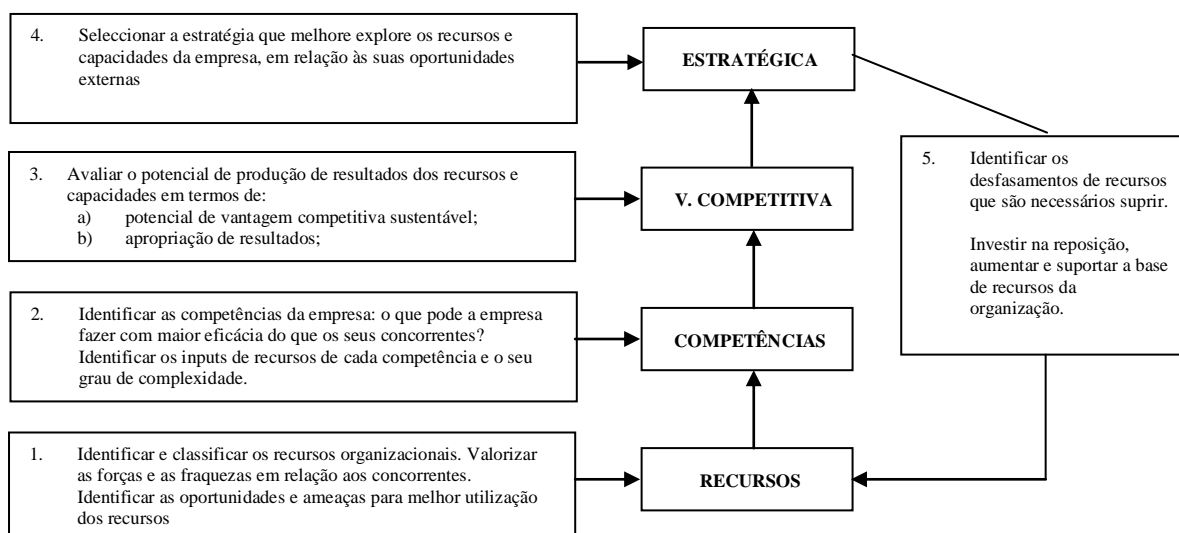 4. Seleccionar a estratégia que melhore explore os recursos e
capacidades da empresa, em relação às suas oportunidades
externas
ESTRATÉGICA
3. Avaliar o potencial de produção de resultados dos recursos e
capacidades em termos de:
a) potencial de vantagem competitiva sustentável;
b) apropriação de resultados;
V. COMPETITIVA
5. Identificar os
desfasamentos de recursos
que são necessários suprir.
Investir na reposição,
aumentar e suportar a base
de recursos da
organização.
2. Identificar as competências da empresa: o que pode a empresa
fazer com maior eficácia do que os seus concorrentes?
Identificar os inputs de recursos de cada competência e o seu
grau de complexidade.
COMPETÊNCIAS
1. Identificar e classificar os recursos organizacionais. Valorizar
as forças e as fraquezas em relação aos concorrentes.
Identificar as oportunidades e ameaças para melhor utilização
dos recursos
RECURSOS